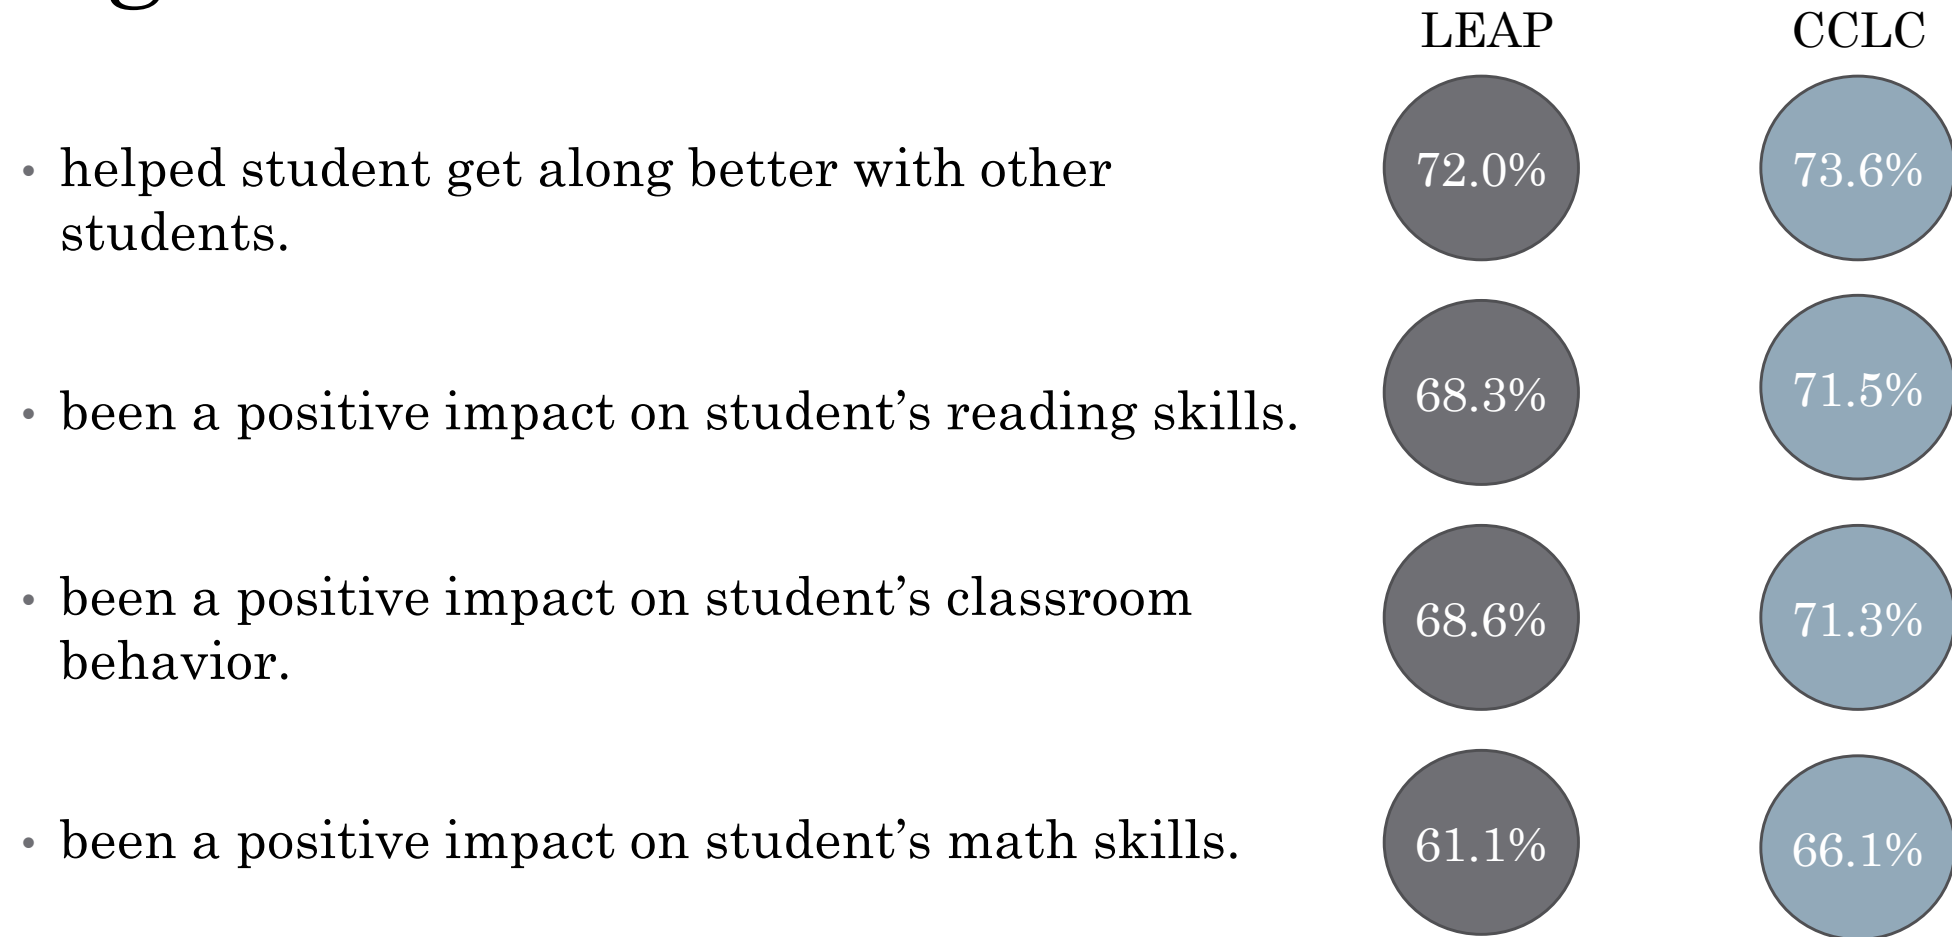 LEAP CCLC
• helped student get along better with other
students.
72.0% 73.6%
• been a positive impact on student’s reading skills.
68.3% 71.5%
• been a positive impact on student’s classroom
behavior.
68.6% 71.3%
• been a positive impact on student’s math skills.
61.1% 66.1%